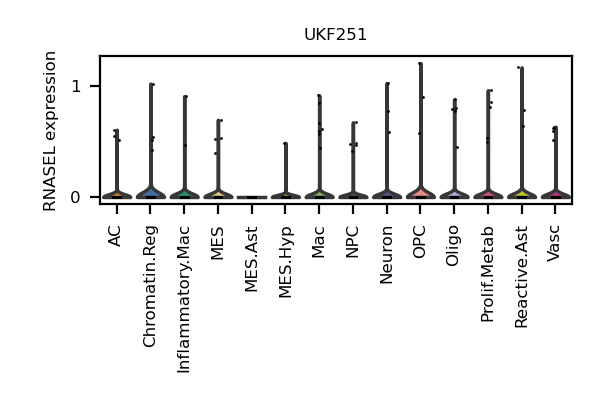 UKF251
RNASEL expression
1
0
AC
Chromatin.Reg
Inflammatory.Mac
MES
MES.Ast
MES.Hyp
Mac
NPC
Neuron
OPC
Oligo
Prolif.Metab
Reactive.Ast
Vasc